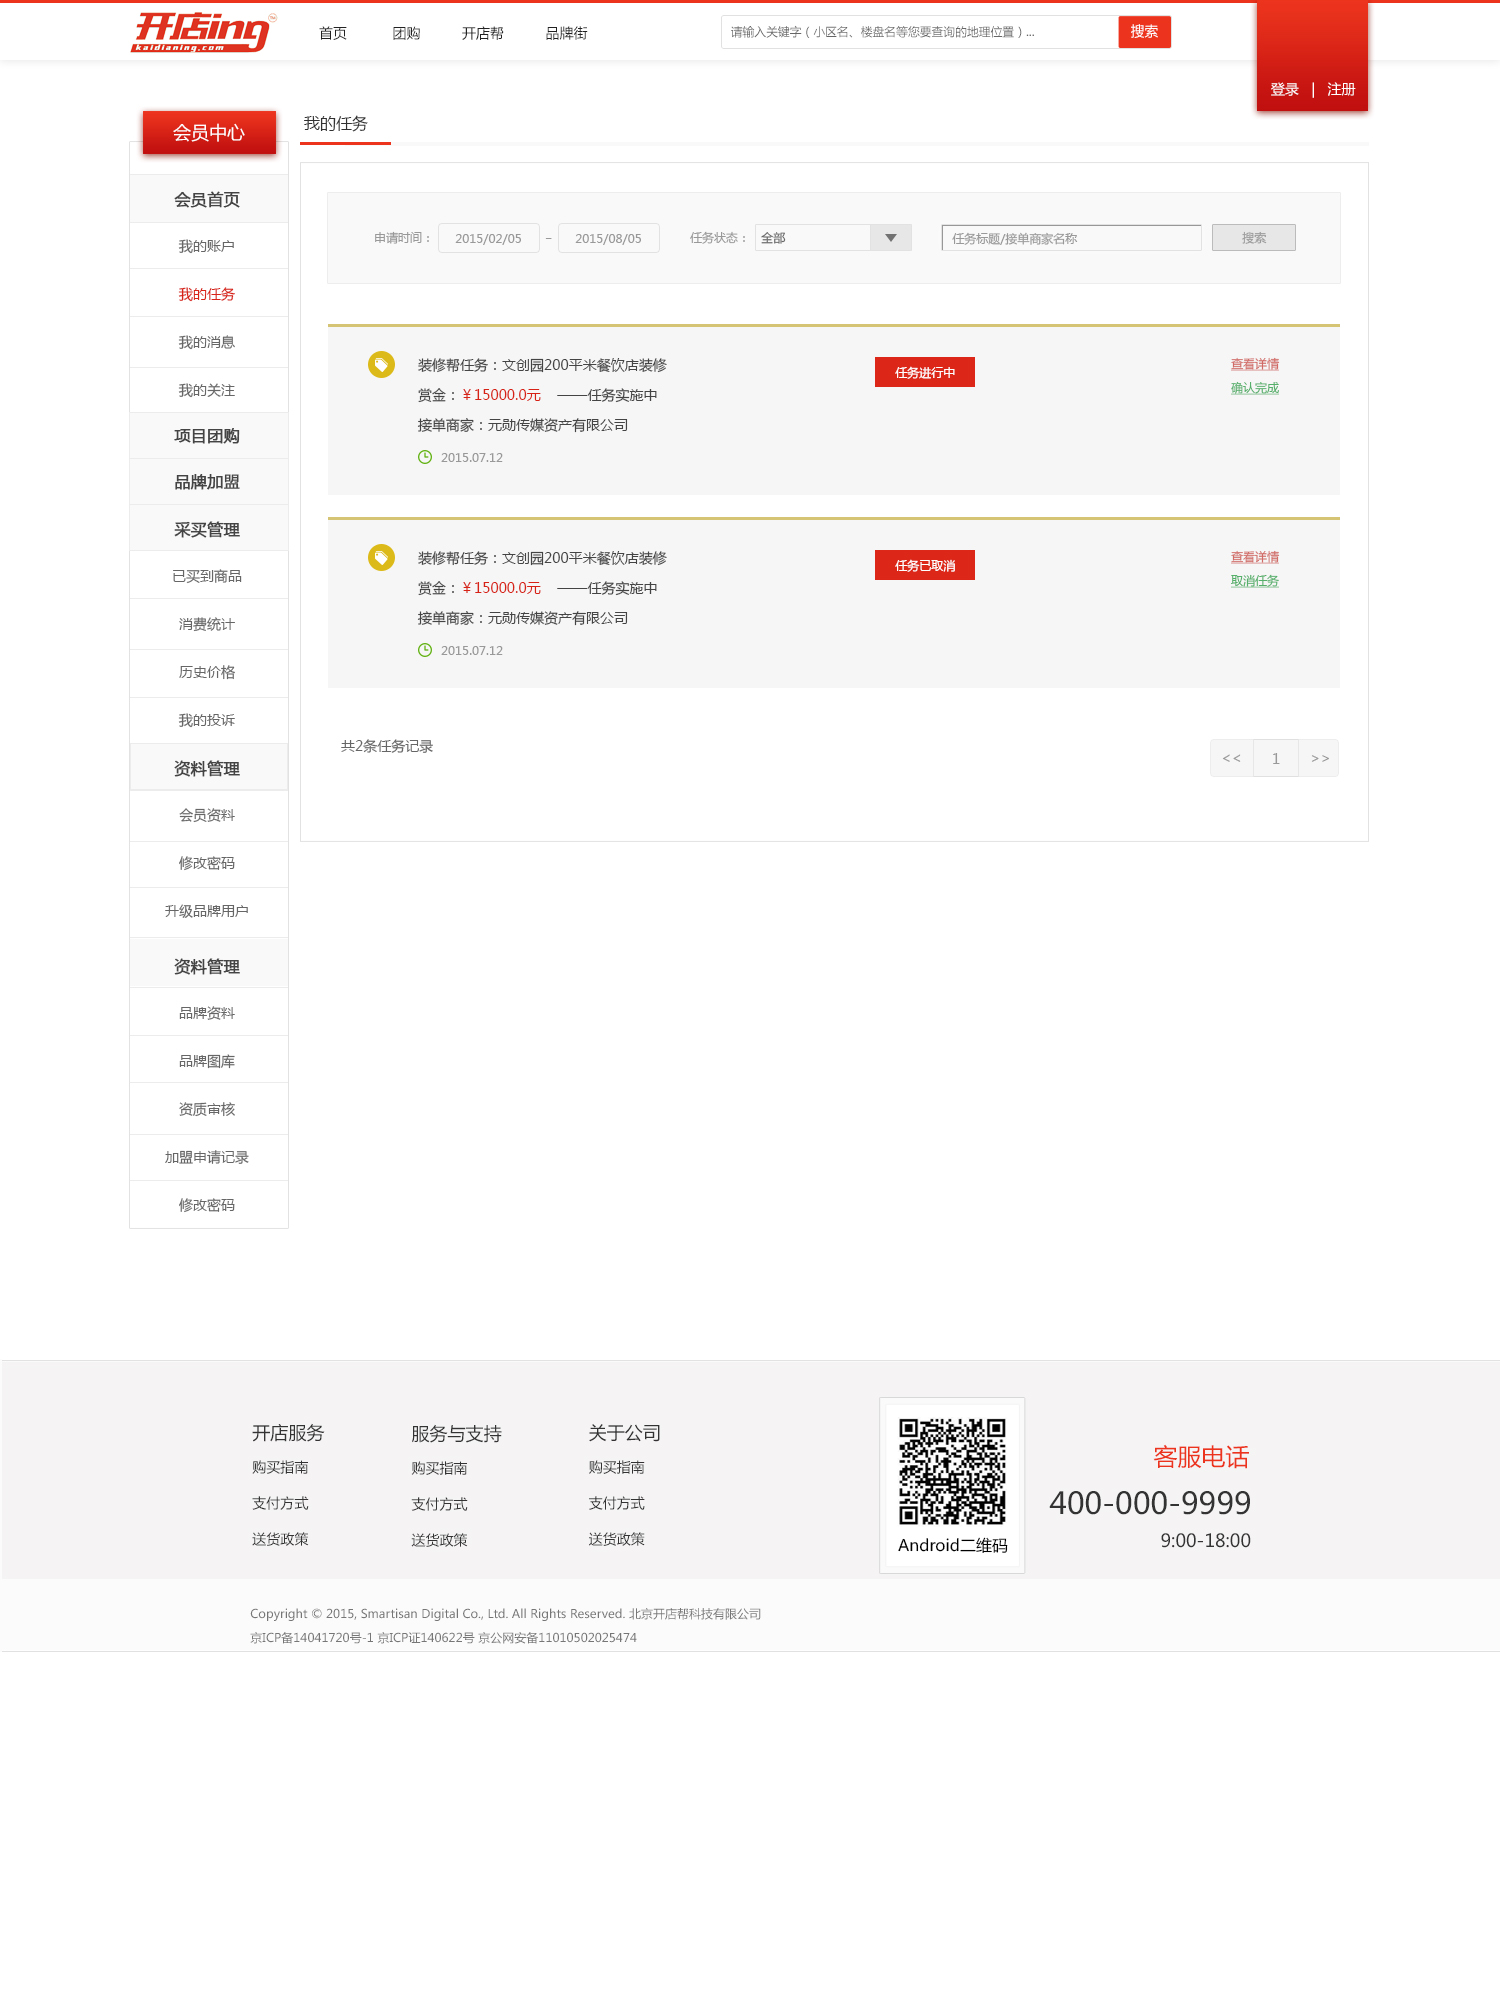 开店ing
TM
kaidianing.com
首页 团购 开店帮 品牌街
请输入关键字（小区名、楼盘名等您要查询的地理位置）...
搜索
登录 | 注册
会员中心
会员首页
我的账户
我的任务
我的消息
我的关注
项目团购
品牌加盟
采买管理
已买到商品
消费统计
历史价格
我的投诉
资料管理
会员资料
修改密码
升级品牌用户
资料管理
品牌资料
品牌图库
资质审核
加盟申请记录
修改密码
我的任务
申请时间： 2015/02/05 - 2015/08/05 任务状态： 全部 任务标题/接单商家名称 搜索
装修帮任务：文创园200平米餐饮店装修 任务进行中 查看详情
赏金：￥15000.0元 ——任务实施中 确认完成
接单商家：元勋传媒资产有限公司
2015.07.12
装修帮任务：文创园200平米餐饮店装修 任务已取消 查看详情
赏金：￥15000.0元 ——任务实施中 取消任务
接单商家：元勋传媒资产有限公司
2015.07.12
共2条任务记录 << 1 >>
开店服务
购买指南
支付方式
送货政策
服务与支持
购买指南
支付方式
送货政策
关于公司
购买指南
支付方式
送货政策
Android二维码
客服电话
400-000-9999
9:00-18:00
Copyright © 2015, Smartisan Digital Co., Ltd. All Rights Reserved. 北京开店帮科技有限公司
京ICP备14041720号-1 京ICP证140622号 京公网安备11010502025474